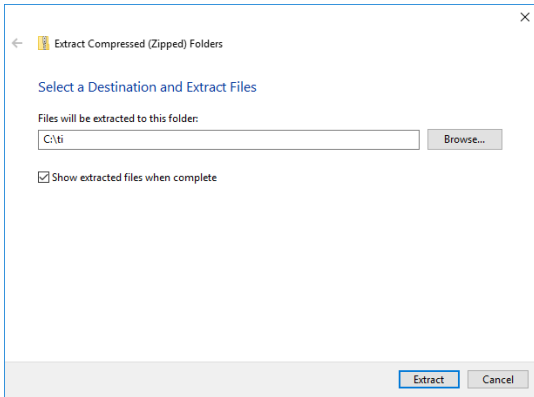 Extract Compressed (Zipped) Folders
Select a Destination and Extract Files
Files will be extracted to this folder:
C:\ti
Browse...
Show extracted files when complete
Extract
Cancel